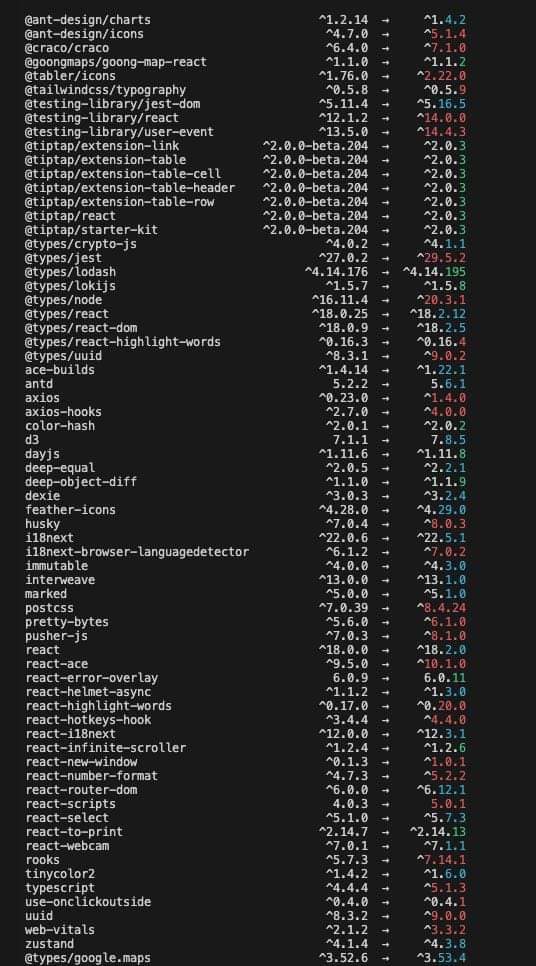 @ant-design/charts ^1.2.14 → ^1.4.2
@ant-design/icons ^4.7.0 → ^5.1.4
@craco/craco ^6.4.0 → ^7.1.0
@goongmaps/goong-map-react ^1.1.0 → ^1.1.2
@tabler/icons ^1.76.0 → ^2.22.0
@tailwindcss/typography ^0.5.8 → ^0.5.9
@testing-library/jest-dom ^5.11.4 → ^5.16.5
@testing-library/react ^12.1.2 → ^14.0.0
@testing-library/user-event ^13.5.0 → ^14.4.3
@tiptap/extension-link ^2.0.0-beta.204 → ^2.0.3
@tiptap/extension-table ^2.0.0-beta.204 → ^2.0.3
@tiptap/extension-table-cell ^2.0.0-beta.204 → ^2.0.3
@tiptap/extension-table-header ^2.0.0-beta.204 → ^2.0.3
@tiptap/extension-table-row ^2.0.0-beta.204 → ^2.0.3
@tiptap/react ^2.0.0-beta.204 → ^2.0.3
@tiptap/starter-kit ^2.0.0-beta.204 → ^2.0.3
@types/crypto-js ^4.0.2 → ^4.1.1
@types/jest ^27.0.2 → ^29.5.2
@types/lodash ^4.14.176 → ^4.14.195
@types/lokijs ^1.5.7 → ^1.5.8
@types/node ^16.11.4 → ^20.3.1
@types/react ^18.0.25 → ^18.2.12
@types/react-dom ^18.0.9 → ^18.2.5
@types/react-highlight-words ^0.16.3 → ^0.16.4
@types/uuid ^8.3.1 → ^9.0.2
ace-builds ^1.4.14 → ^1.22.1
antd 5.2.2 → 5.6.1
axios ^0.23.0 → ^1.4.0
axios-hooks ^2.7.0 → ^4.0.0
color-hash ^2.0.1 → ^2.0.2
d3 7.1.1 → 7.8.5
dayjs ^1.11.6 → ^1.11.8
deep-equal ^2.0.5 → ^2.2.1
deep-object-diff ^1.1.0 → ^1.1.9
dexie ^3.0.3 → ^3.2.4
feather-icons ^4.28.0 → ^4.29.0
husky ^7.0.4 → ^8.0.3
i18next ^22.0.6 → ^22.5.1
i18next-browser-languagedetector ^6.1.2 → ^7.0.2
immutable ^4.0.0 → ^4.3.0
interweave ^13.0.0 → ^13.1.0
marked ^5.0.0 → ^5.1.0
postcss ^7.0.39 → ^8.4.24
pretty-bytes ^5.6.0 → ^6.1.0
pusher-js ^7.0.3 → ^8.1.0
react ^18.0.0 → ^18.2.0
react-ace ^9.5.0 → ^10.1.0
react-error-overlay 6.0.9 → 6.0.11
react-helmet-async ^1.1.2 → ^1.3.0
react-highlight-words ^0.17.0 → ^0.20.0
react-hotkeys-hook ^3.4.4 → ^4.4.0
react-i18next ^12.0.0 → ^12.3.1
react-infinite-scroller ^1.2.4 → ^1.2.6
react-new-window ^0.1.3 → ^1.0.1
react-number-format ^4.7.3 → ^5.2.2
react-router-dom ^6.0.0 → ^6.12.1
react-scripts 4.0.3 → 5.0.1
react-select ^5.1.0 → ^5.7.3
react-to-print ^2.14.7 → ^2.14.13
react-webcam ^7.0.1 → ^7.1.1
rooks ^5.7.3 → ^7.14.1
tinycolor2 ^1.4.2 → ^1.6.0
typescript ^4.4.4 → ^5.1.3
use-onclickoutside ^0.4.0 → ^0.4.1
uuid ^8.3.2 → ^9.0.0
web-vitals ^2.1.2 → ^3.3.2
zustand ^4.1.4 → ^4.3.8
@types/google.maps ^3.52.6 → ^3.53.4